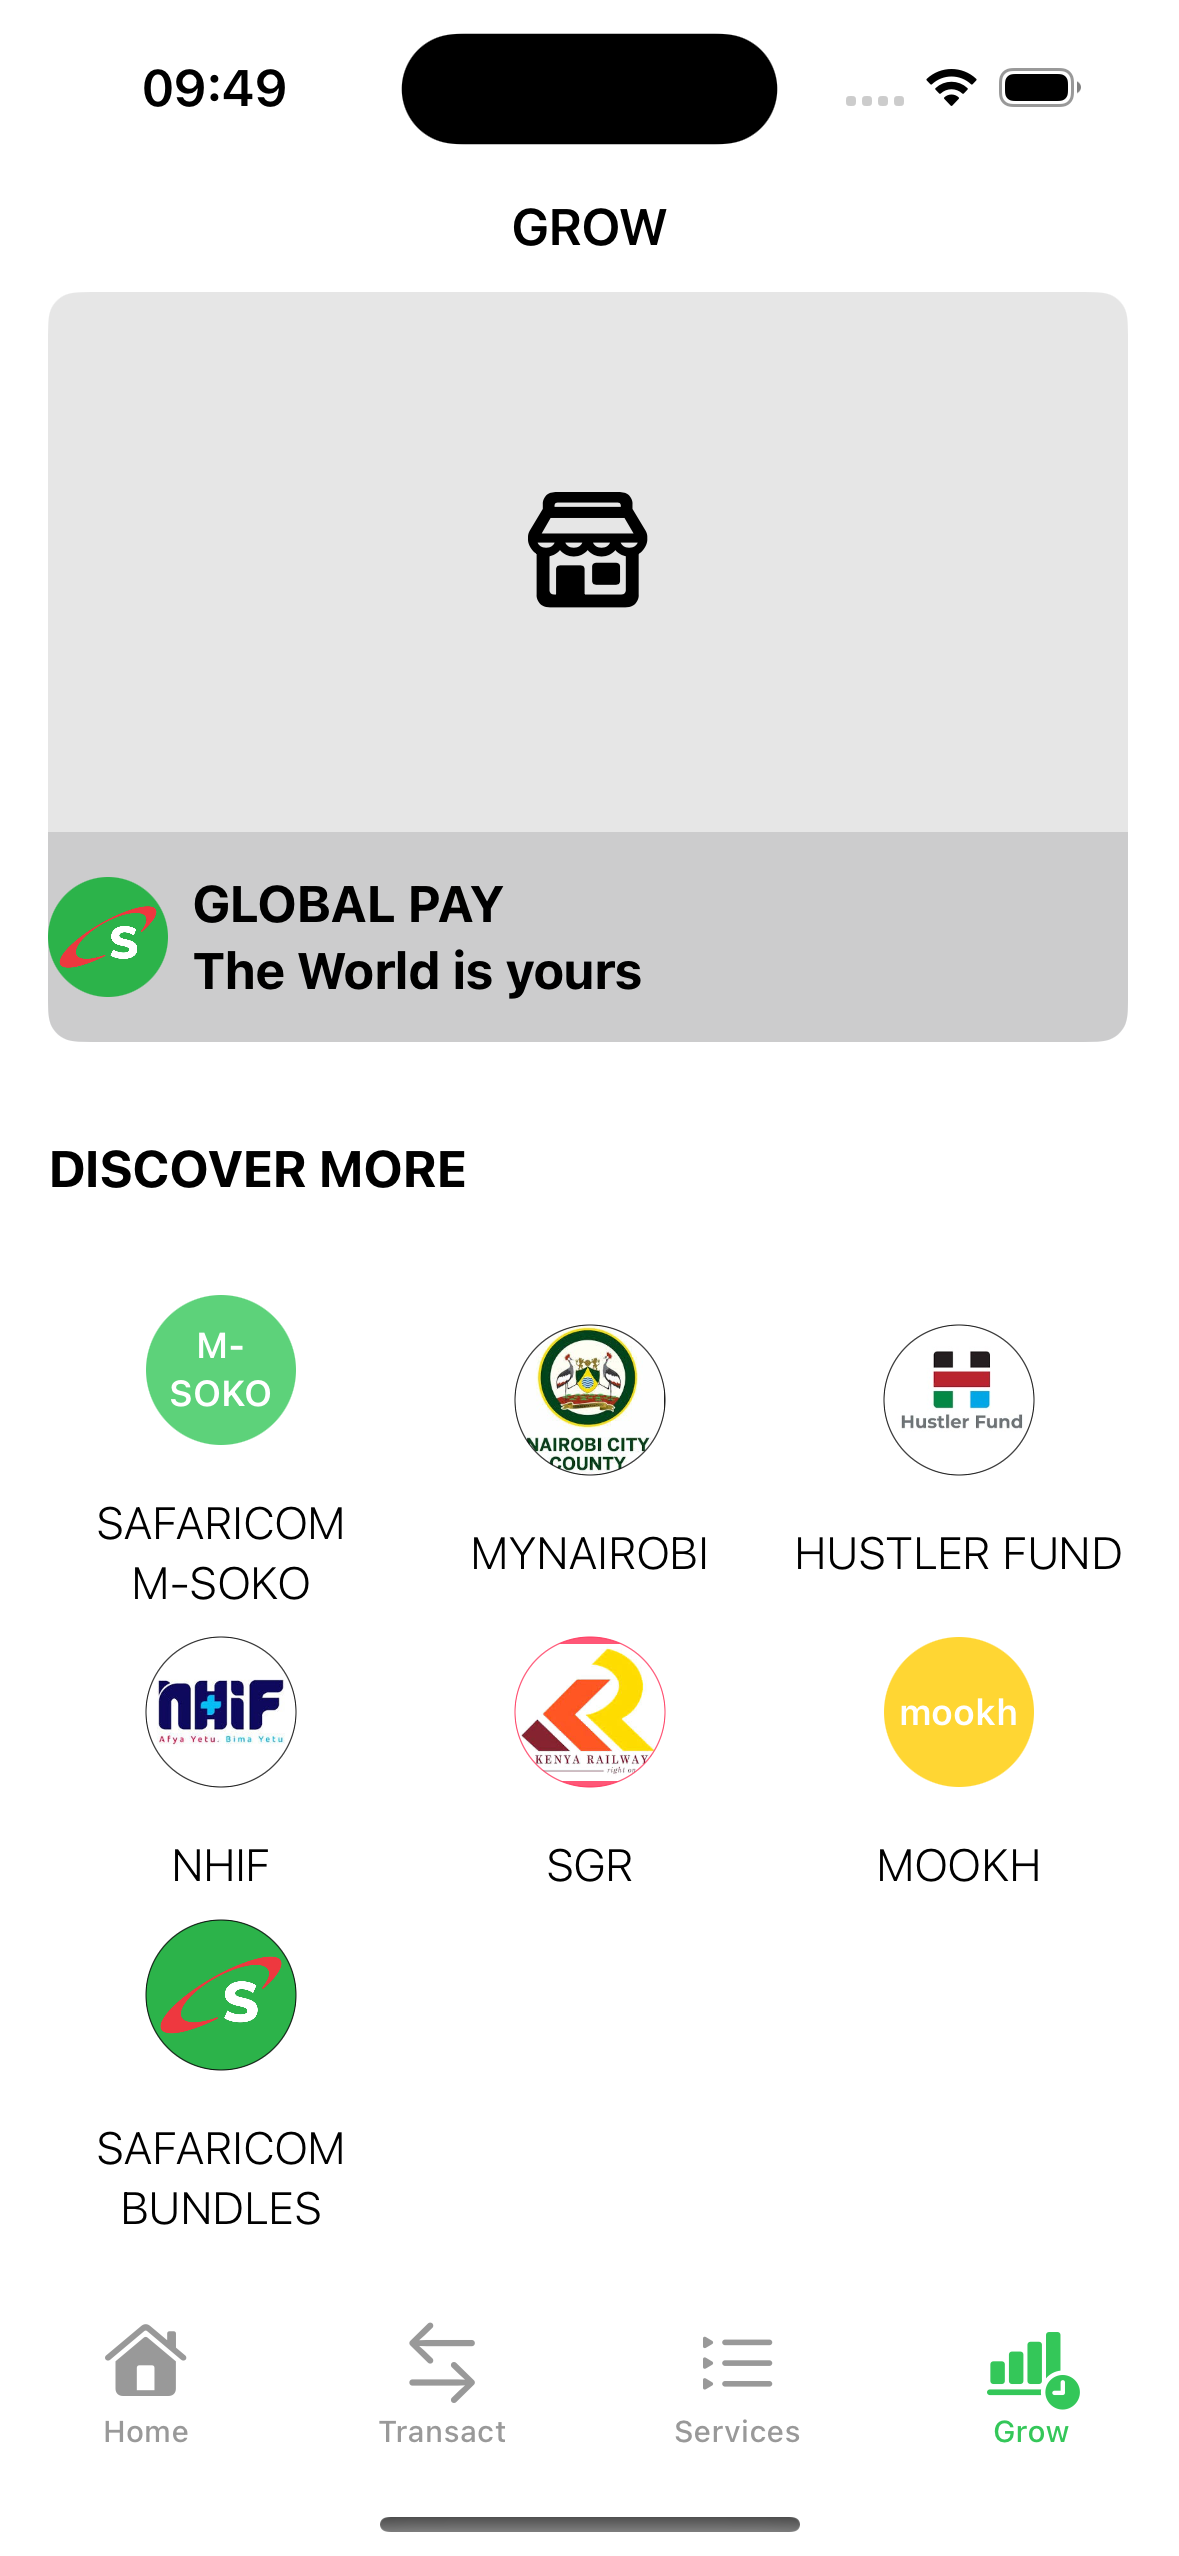 09:49
GROW
S
GLOBAL PAY
The World is yours
DISCOVER MORE
M-
SOKO
NAIROBI CITY
COUNTY
Hustler Fund
SAFARICOM
M-SOKO
MYNAIROBI
HUSTLER FUND
NHiF
Afya Yetu. Bima Yetu
KENYA RAILWAY
right on
mookh
NHIF
SGR
MOOKH
S
SAFARICOM
BUNDLES
Home
Transact
Services
Grow